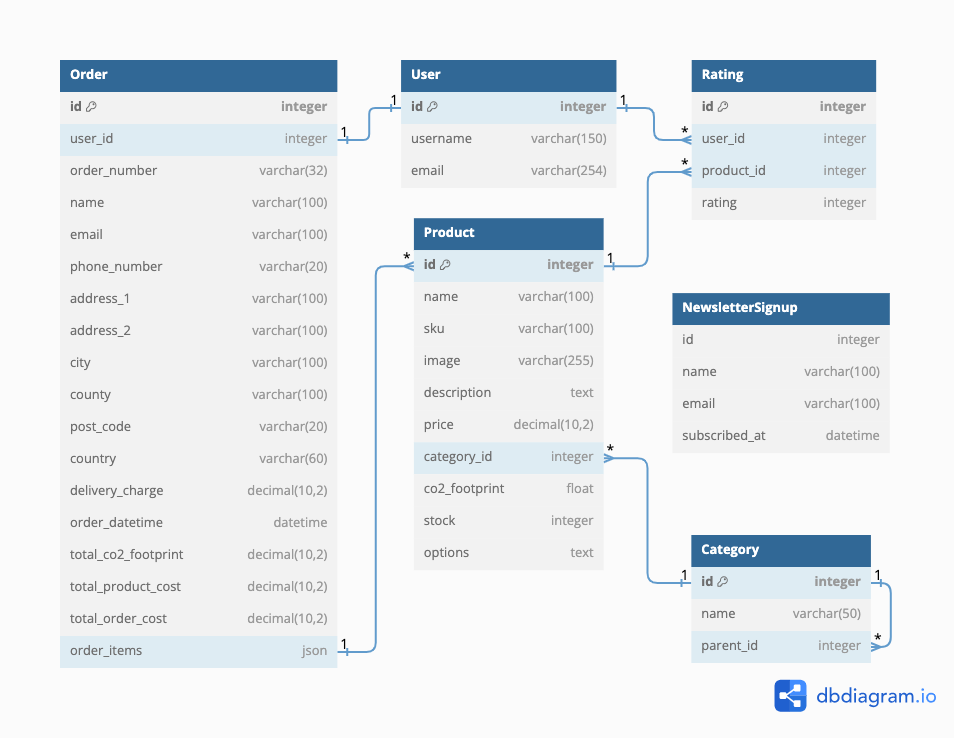 Order
id integer
user_id integer
order_number varchar(32)
name varchar(100)
email varchar(100)
phone_number varchar(20)
address_1 varchar(100)
address_2 varchar(100)
city varchar(100)
county varchar(100)
post_code varchar(20)
country varchar(60)
delivery_charge decimal(10,2)
order_datetime datetime
total_co2_footprint decimal(10,2)
total_product_cost decimal(10,2)
total_order_cost decimal(10,2)
order_items json
1
1
User
1 id integer 1
username varchar(150)
email varchar(254)
Product
* id integer 1
name varchar(100)
sku varchar(100)
image varchar(255)
description text
price decimal(10,2)
category_id integer *
co2_footprint float
stock integer
options text
Rating
id integer
* user_id integer
* product_id integer
rating integer
NewsletterSignup
id integer
name varchar(100)
email varchar(100)
subscribed_at datetime
Category
1 id integer 1
name varchar(50)
parent_id integer *
dbdiagram.io